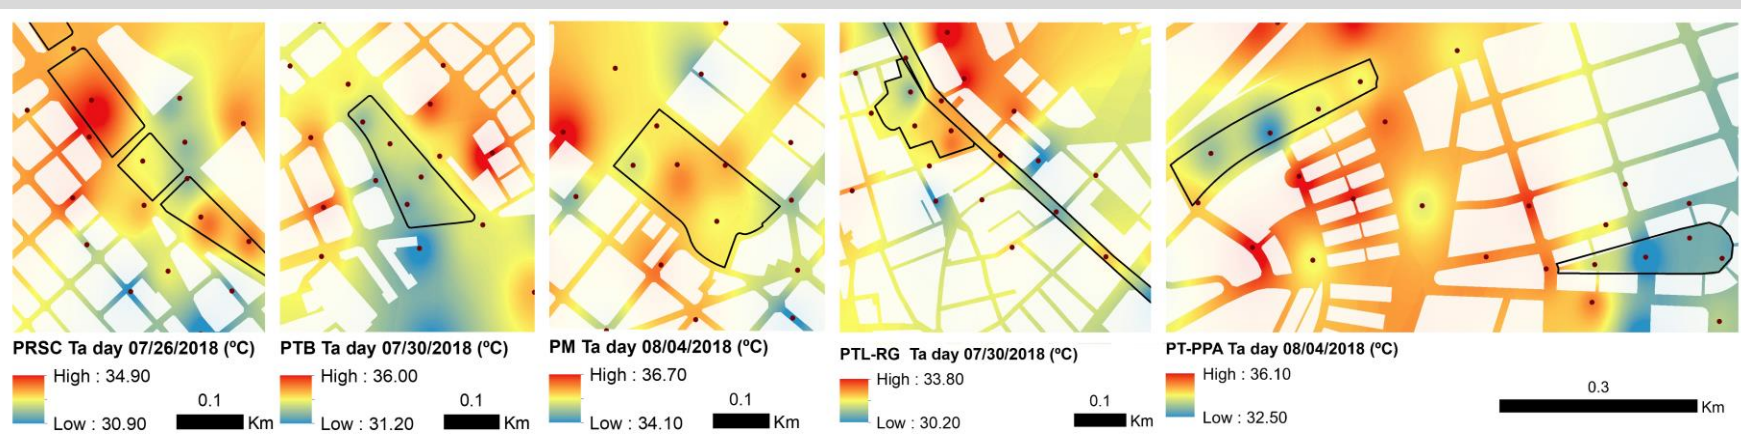 PRSC Ta day 07/26/2018 (ºC)
High : 34.90
Low : 30.90
0.1
Km
PTB Ta day 07/30/2018 (ºC)
High : 36.00
Low : 31.20
0.1
Km
PM Ta day 08/04/2018 (ºC)
High : 36.70
Low : 34.10
0.1
Km
PTL-RG Ta day 07/30/2018 (ºC)
High : 33.80
Low : 30.20
0.1
Km
PT-PPA Ta day 08/04/2018 (ºC)
High : 36.10
Low : 32.50
0.3
Km